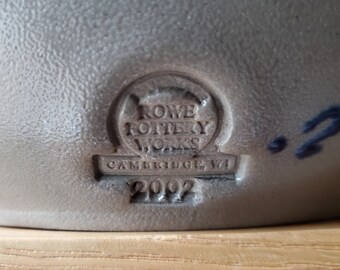 ROWE
POTTERY
WORKS
CAMBRIDGE, WI
2002